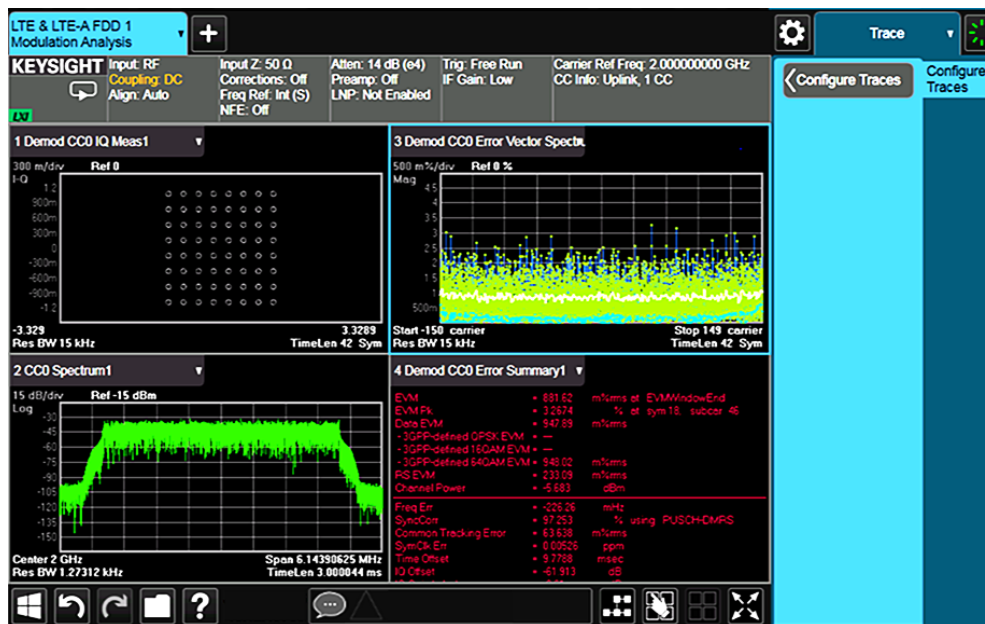 LTE & LTE-A FDD 1
Modulation Analysis
Trace
KEYSIGHT
Input: RF
Coupling: DC
Align: Auto
Input Z: 50 Ω
Corrections: Off
Freq Ref: Int (S)
NFE: Off
Atten: 14 dB (e4)
Preamp: Off
LNP: Not Enabled
Trig: Free Run
IF Gain: Low
Carrier Ref Freq: 2.000000000 GHz
CC Info: Uplink, 1 CC
LXI
Configure Traces
Configure
Traces
1 Demod CC0 IQ Meas1
300 m/div Ref 0
I-Q
1.2
900m
600m
300m
0
-300m
-600m
-900m
-1.2
-3.329 3.3289
Res BW 15 kHz TimeLen 42 Sym
3 Demod CC0 Error Vector Spectru
500 m%/div Ref 0 %
Mag
4.5
4
3.5
3
2.5
1.5
1
500m
Start -150 carrier Stop 149 carrier
Res BW 15 kHz TimeLen 42 Sym
2 CC0 Spectrum1
15 dB/div Ref -15 dBm
Log
-30
-45
-60
-75
-90
-105
-120
-135
-150
Center 2 GHz Span 6.14390625 MHz
Res BW 1.27312 kHz TimeLen 3.000044 ms
4 Demod CC0 Error Summary1
EVM = 881.62 m%rms at EVMWindowEnd
EVM Pk = 3.2674 % at sym 18, subcar 46
Data EVM = 947.89 m%rms
-3GPP-defined QPSK EVM = ---
-3GPP-defined 16QAM EVM = ---
-3GPP-defined 64QAM EVM = 948.02 m%rms
RS EVM = 233.09 m%rms
Channel Power = -5.683 dBm
Freq Err = -226.26 mHz
SyncCorr = 97.253 % using PUSCH-DMRS
Common Tracking Error = 63.638 m%rms
SymClk Err = 0.00526 ppm
Time Offset = 9.7788 msec
IQ Offset = -61.913 dB
?